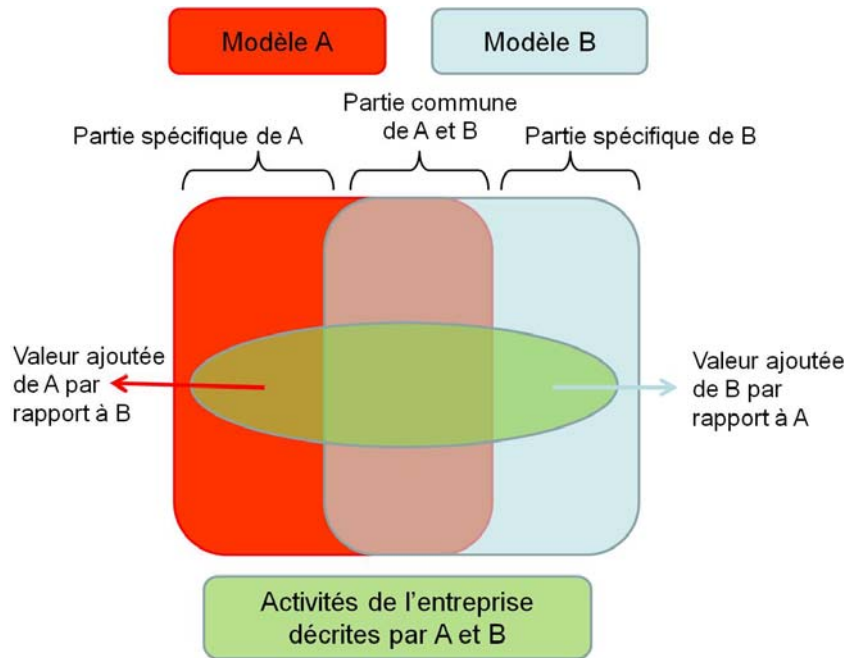 Modèle A
Modèle B
Partie commune
de A et B
Partie spécifique de A
Partie spécifique de B
Valeur ajoutée
de A par
rapport à B
Valeur ajoutée
de B par
rapport à A
Activités de l'entreprise
décrites par A et B